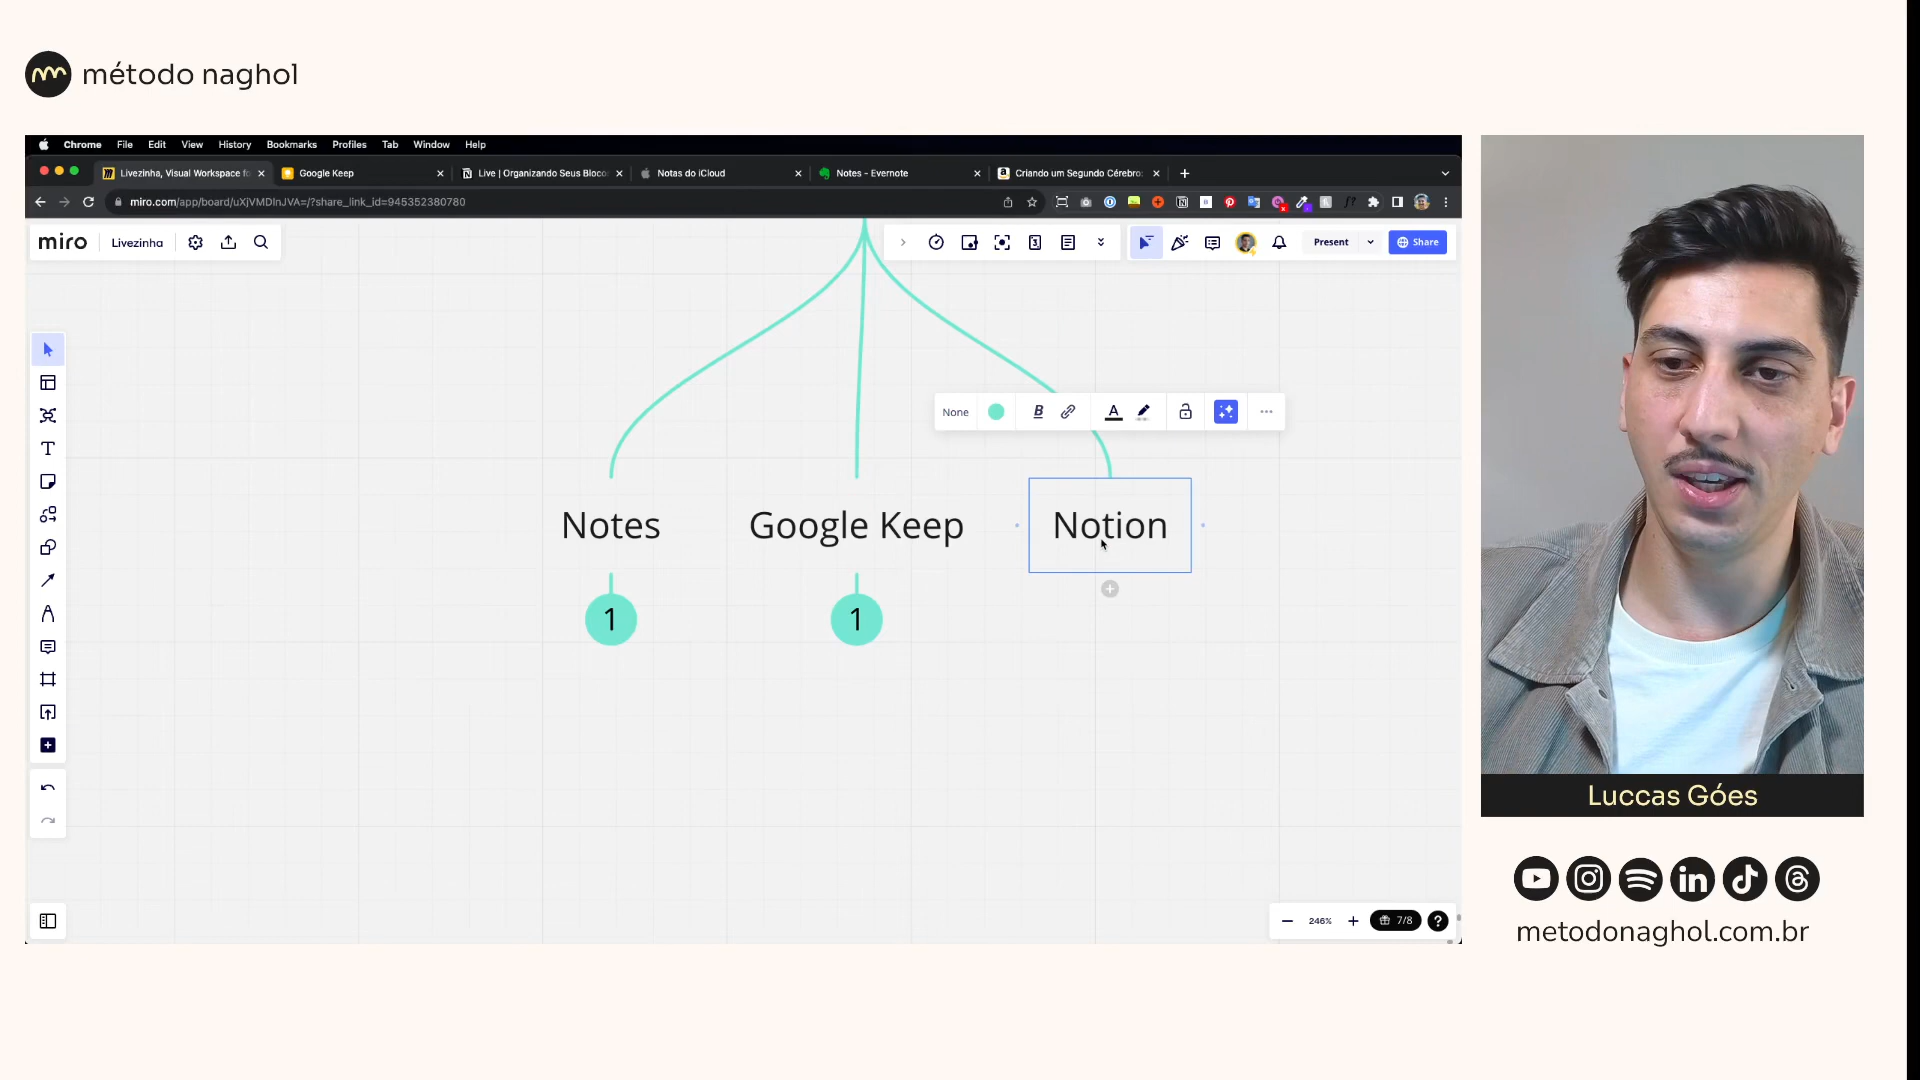 método naghol
Chrome File Edit View History Bookmarks Profiles Tab Window Help
Livezinha, Visual Workspace fo
Google Keep
Live | Organizando Seus Bloco
Notas do iCloud
Notes - Evernote
Criando um Segundo Cérebro:
miro.com/app/board/uXjVMDlnJVA=/?share_link_id=945352380780
miro Livezinha
Present
Share
None
B
A
Notes
Google Keep
Notion
1
1
246%
7/8
?
Luccas Góes
metodonaghol.com.br